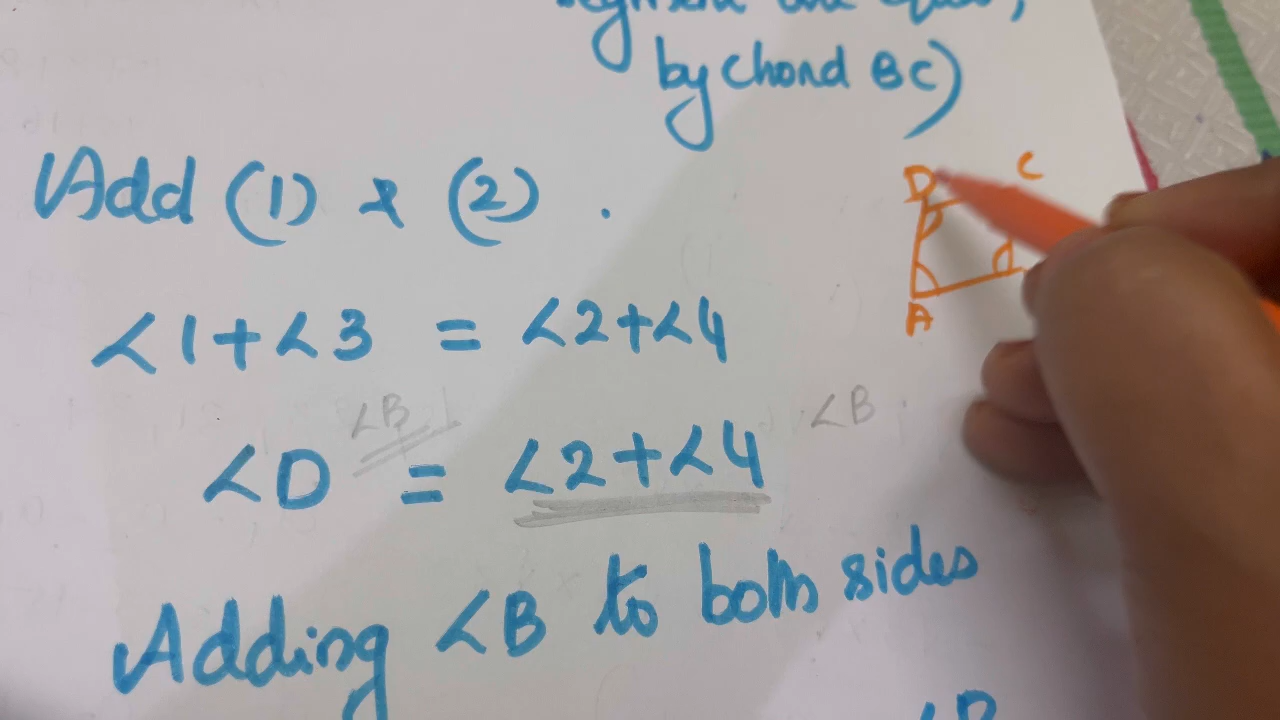 by chord BC)
Add (1) & (2).
D C
∠1+∠3 = ∠2+∠4
A
∠B ∠B
∠D = ∠2+∠4
Adding ∠B to both sides
∠B